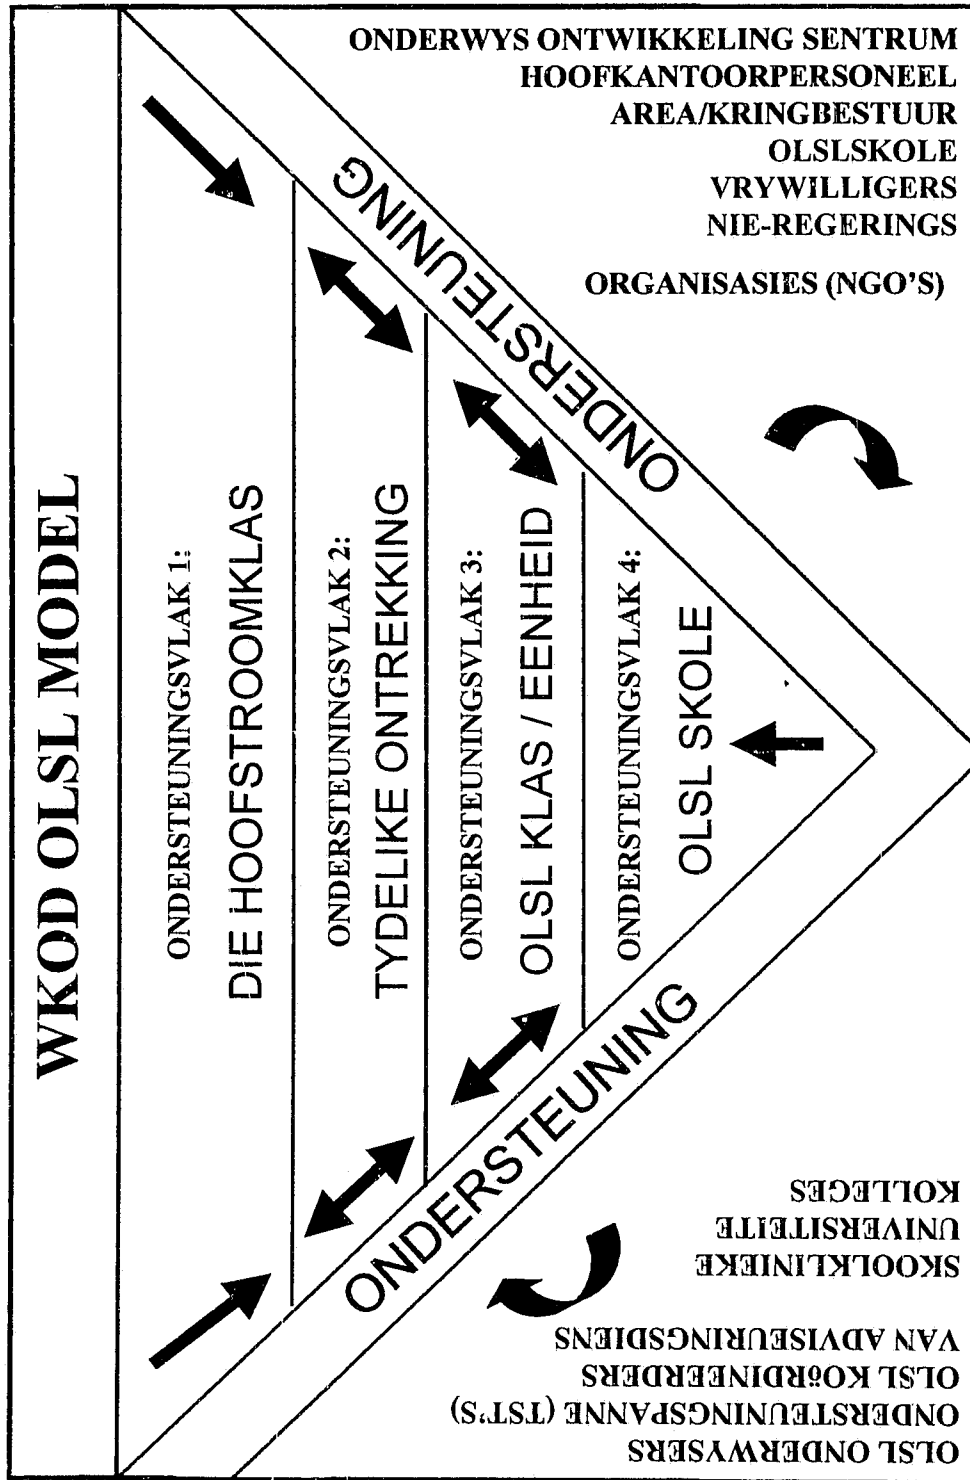 WKOD OLSL MODEL
ONDERSTEUNINGSVLAK 1:
DIE HOOFSTROOMKLAS
ONDERSTEUNINGSVLAK 2:
TYDELIKE ONTREKKING
ONDERSTEUNINGSVLAK 3:
OLSL KLAS / EENHEID
ONDERSTEUNINGSVLAK 4:
OLSL SKOLE
ONDERSTEUNING
ONDERSTEUNING
OLSL ONDERWYSERS
ONDERSTEUNINGSPANNE (TST'S)
OLSL KOöRDINEERDERS
VAN ADVISEURINGSDIENS
SKOOLKLINIEKE
UNIVERSITEITE
KOLLEGES
ONDERWYS ONTWIKKELING SENTRUM
HOOFKANTOORPERSONEEL
AREA/KRINGBESTUUR
OLSLSKOLE
VRYWILLIGERS
NIE-REGERINGS
ORGANISASIES (NGO'S)